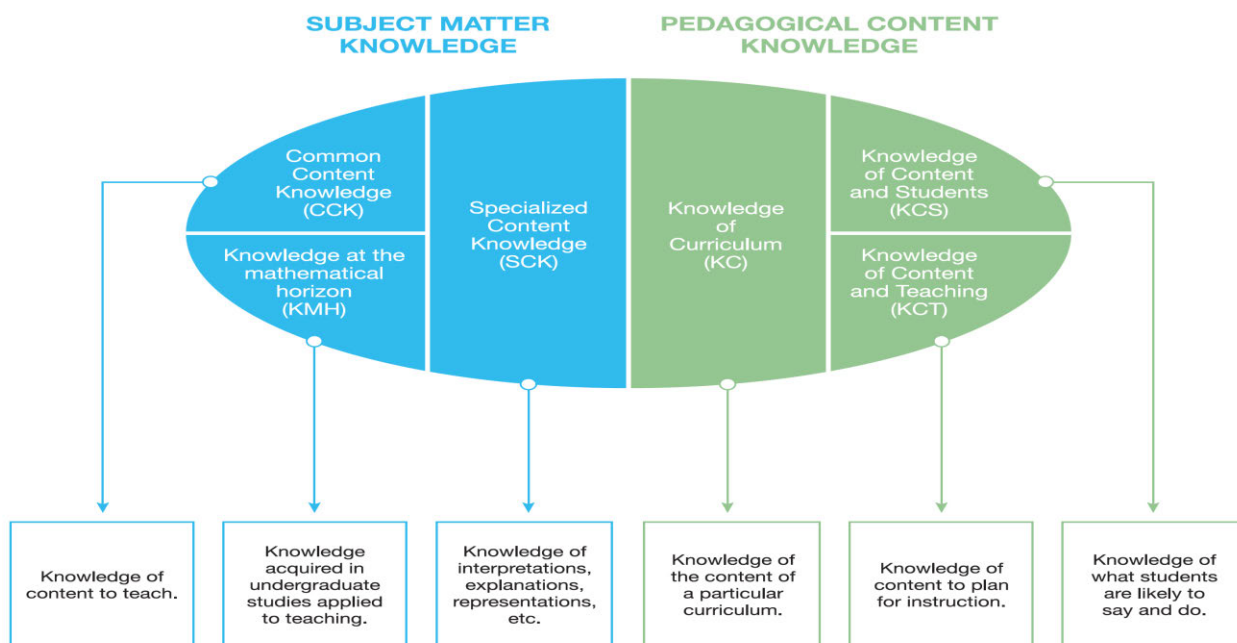 SUBJECT MATTER
KNOWLEDGE
PEDAGOGICAL CONTENT
KNOWLEDGE
Common
Content
Knowledge
(CCK)
Knowledge at the
mathematical
horizon
(KMH)
Specialized
Content
Knowledge
(SCK)
Knowledge
of
Curriculum
(KC)
Knowledge
of Content
and Students
(KCS)
Knowledge
of Content
and Teaching
(KCT)
Knowledge of
content to teach.
Knowledge
acquired in
undergraduate
studies applied
to teaching.
Knowledge of
interpretations,
explanations,
representations,
etc.
Knowledge of
the content of
a particular
curriculum.
Knowledge of
content to plan
for instruction.
Knowledge of
what students
are likely to
say and do.